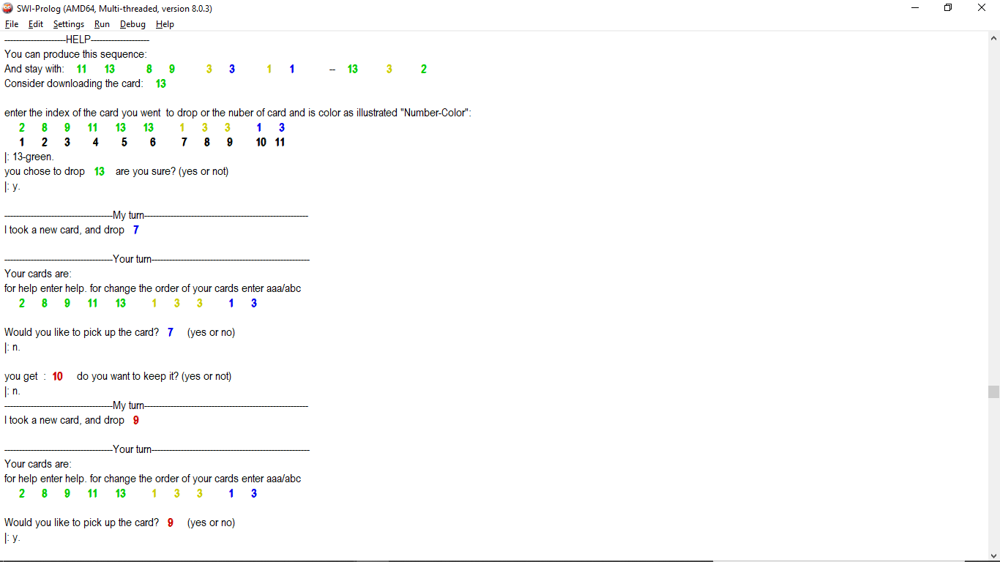 SWI-Prolog (AMD64, Multi-threaded, version 8.0.3)
File Edit Settings Run Debug Help
---------------------HELP--------------------
You can produce this sequence:
And stay with: 11 13 8 9 3 3 1 1 -- 13 3 2
Consider downloading the card: 13
enter the index of the card you went to drop or the nuber of card and is color as illustrated "Number-Color":
2 8 9 11 13 13 1 3 3 1 3
1 2 3 4 5 6 7 8 9 10 11
|: 13-green.
you chose to drop 13 are you sure? (yes or not)
|: y.
-------------------------------------My turn--------------------------------------------------------
I took a new card, and drop 7
-------------------------------------Your turn------------------------------------------------------
Your cards are:
for help enter help. for change the order of your cards enter aaa/abc
2 8 9 11 13 1 3 3 1 3
Would you like to pick up the card? 7 (yes or no)
|: n.
you get : 10 do you want to keep it? (yes or not)
|: n.
-------------------------------------My turn--------------------------------------------------------
I took a new card, and drop 9
-------------------------------------Your turn------------------------------------------------------
Your cards are:
for help enter help. for change the order of your cards enter aaa/abc
2 8 9 11 13 1 3 3 1 3
Would you like to pick up the card? 9 (yes or no)
|: y.